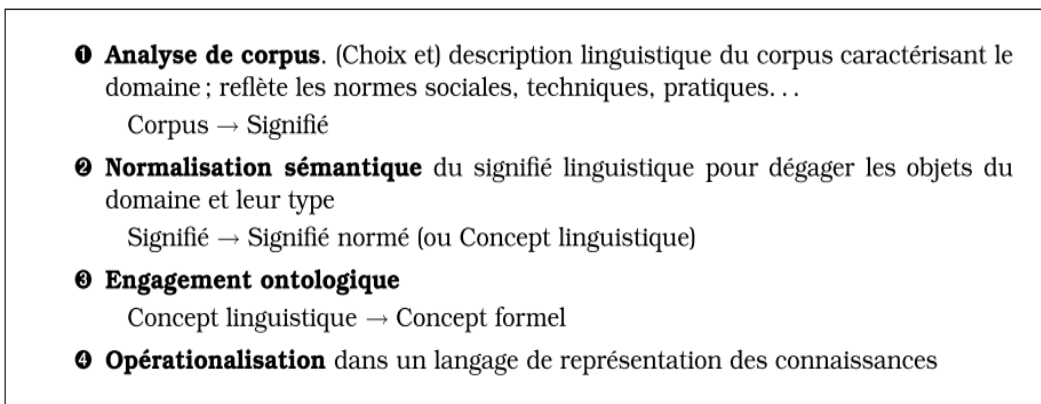 ❶ Analyse de corpus. (Choix et) description linguistique du corpus caractérisant le
domaine ; reflète les normes sociales, techniques, pratiques...
Corpus → Signifié
❷ Normalisation sémantique du signifié linguistique pour dégager les objets du
domaine et leur type
Signifié → Signifié normé (ou Concept linguistique)
❸ Engagement ontologique
Concept linguistique → Concept formel
❹ Opérationalisation dans un langage de représentation des connaissances